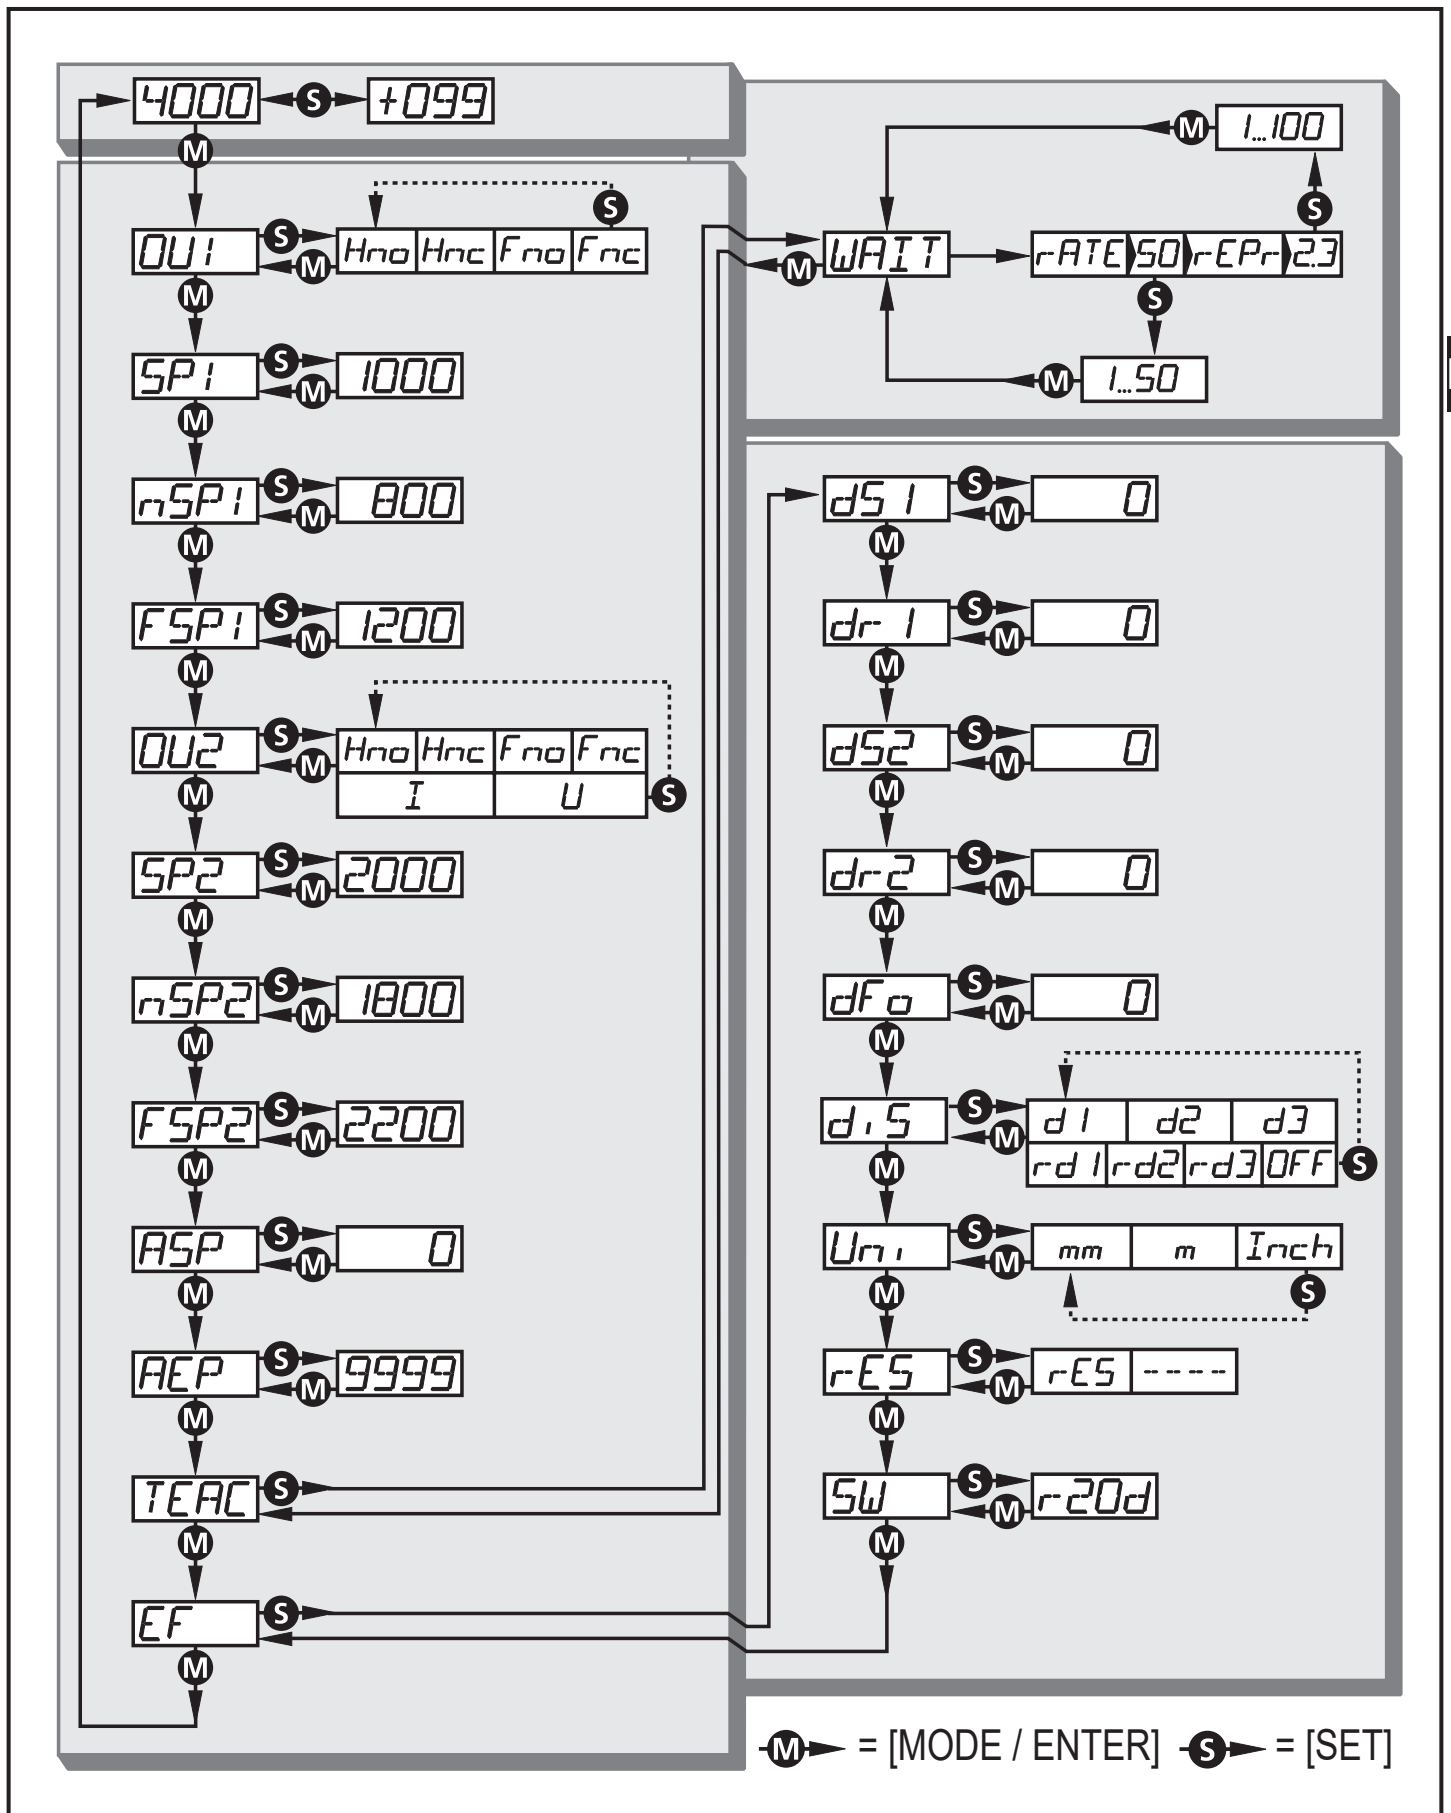 4000 S +099
M
OU1 S M Hno Hnc Fno Fnc S
M
SP1 S M 1000
M
nSP1 S M 800
M
FSP1 S M 1200
M
OU2 S M Hno Hnc Fno Fnc
I U S
M
SP2 S M 2000
M
nSP2 S M 1800
M
FSP2 S M 2200
M
ASP S M 0
M
AEP S M 9999
M
TEAC S
M
EF S
M
M 1...100
S
M WAIT rATE 50 rEPr 2.3
S
M 1...50
dS1 S M 0
M
dr1 S M 0
M
dS2 S M 0
M
dr2 S M 0
M
dFo S M 0
M
diS S M d1 d2 d3
rd1 rd2 rd3 OFF S
M
Uni S M mm m Inch
S
M
rES S M rES ----
M
SW S M r20d
M
M = [MODE / ENTER] S = [SET]